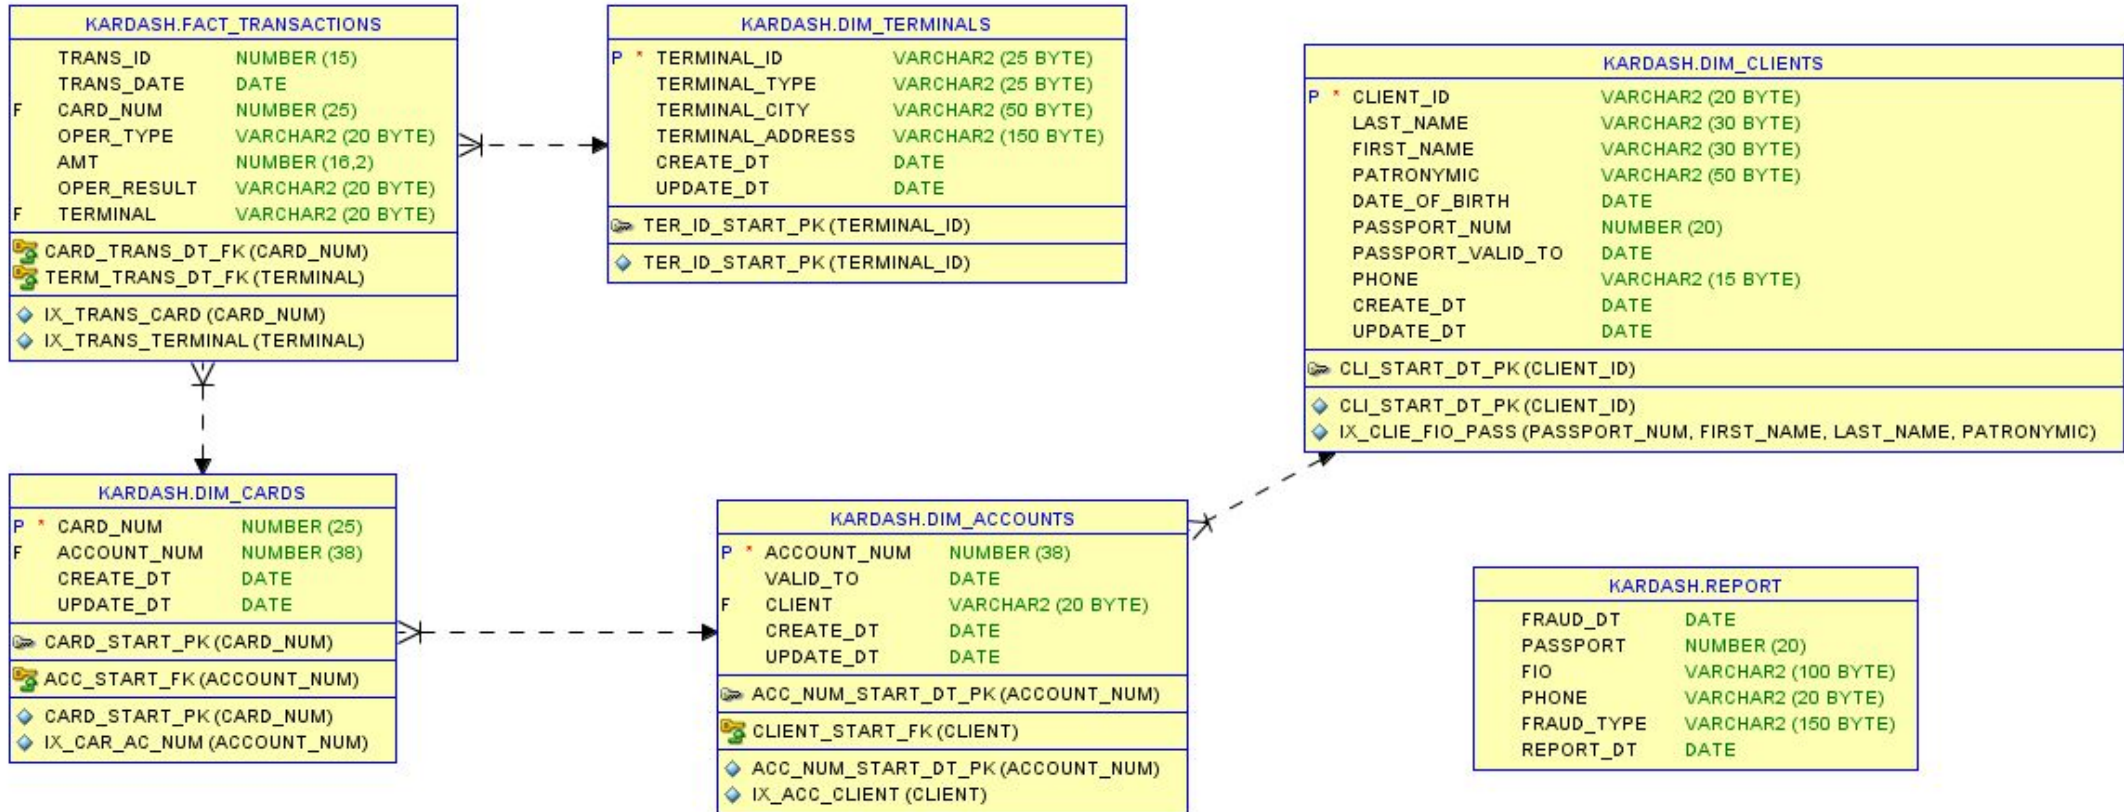 KARDASH.FACT_TRANSACTIONS
TRANS_ID NUMBER (15)
TRANS_DATE DATE
F CARD_NUM NUMBER (25)
OPER_TYPE VARCHAR2 (20 BYTE)
AMT NUMBER (16,2)
OPER_RESULT VARCHAR2 (20 BYTE)
F TERMINAL VARCHAR2 (20 BYTE)
CARD_TRANS_DT_FK (CARD_NUM)
TERM_TRANS_DT_FK (TERMINAL)
IX_TRANS_CARD (CARD_NUM)
IX_TRANS_TERMINAL (TERMINAL)
KARDASH.DIM_TERMINALS
P * TERMINAL_ID VARCHAR2 (25 BYTE)
TERMINAL_TYPE VARCHAR2 (25 BYTE)
TERMINAL_CITY VARCHAR2 (50 BYTE)
TERMINAL_ADDRESS VARCHAR2 (150 BYTE)
CREATE_DT DATE
UPDATE_DT DATE
TER_ID_START_PK (TERMINAL_ID)
TER_ID_START_PK (TERMINAL_ID)
KARDASH.DIM_CLIENTS
P * CLIENT_ID VARCHAR2 (20 BYTE)
LAST_NAME VARCHAR2 (30 BYTE)
FIRST_NAME VARCHAR2 (30 BYTE)
PATRONYMIC VARCHAR2 (50 BYTE)
DATE_OF_BIRTH DATE
PASSPORT_NUM NUMBER (20)
PASSPORT_VALID_TO DATE
PHONE VARCHAR2 (15 BYTE)
CREATE_DT DATE
UPDATE_DT DATE
CLI_START_DT_PK (CLIENT_ID)
CLI_START_DT_PK (CLIENT_ID)
IX_CLIE_FIO_PASS (PASSPORT_NUM, FIRST_NAME, LAST_NAME, PATRONYMIC)
KARDASH.DIM_CARDS
P * CARD_NUM NUMBER (25)
F ACCOUNT_NUM NUMBER (38)
CREATE_DT DATE
UPDATE_DT DATE
CARD_START_PK (CARD_NUM)
ACC_START_FK (ACCOUNT_NUM)
CARD_START_PK (CARD_NUM)
IX_CAR_AC_NUM (ACCOUNT_NUM)
KARDASH.DIM_ACCOUNTS
P * ACCOUNT_NUM NUMBER (38)
VALID_TO DATE
F CLIENT VARCHAR2 (20 BYTE)
CREATE_DT DATE
UPDATE_DT DATE
ACC_NUM_START_DT_PK (ACCOUNT_NUM)
CLIENT_START_FK (CLIENT)
ACC_NUM_START_DT_PK (ACCOUNT_NUM)
IX_ACC_CLIENT (CLIENT)
KARDASH.REPORT
FRAUD_DT DATE
PASSPORT NUMBER (20)
FIO VARCHAR2 (100 BYTE)
PHONE VARCHAR2 (20 BYTE)
FRAUD_TYPE VARCHAR2 (150 BYTE)
REPORT_DT DATE